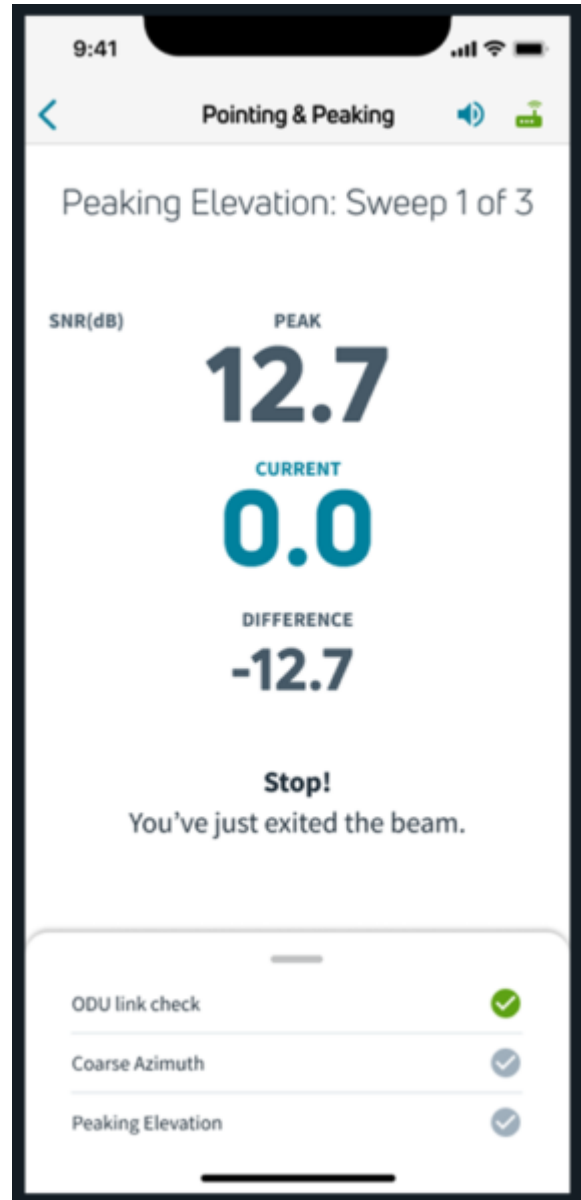 9:41
Pointing & Peaking
Peaking Elevation: Sweep 1 of 3
SNR(dB)
PEAK
12.7
CURRENT
0.0
DIFFERENCE
-12.7
Stop!
You’ve just exited the beam.
ODU link check
Coarse Azimuth
Peaking Elevation